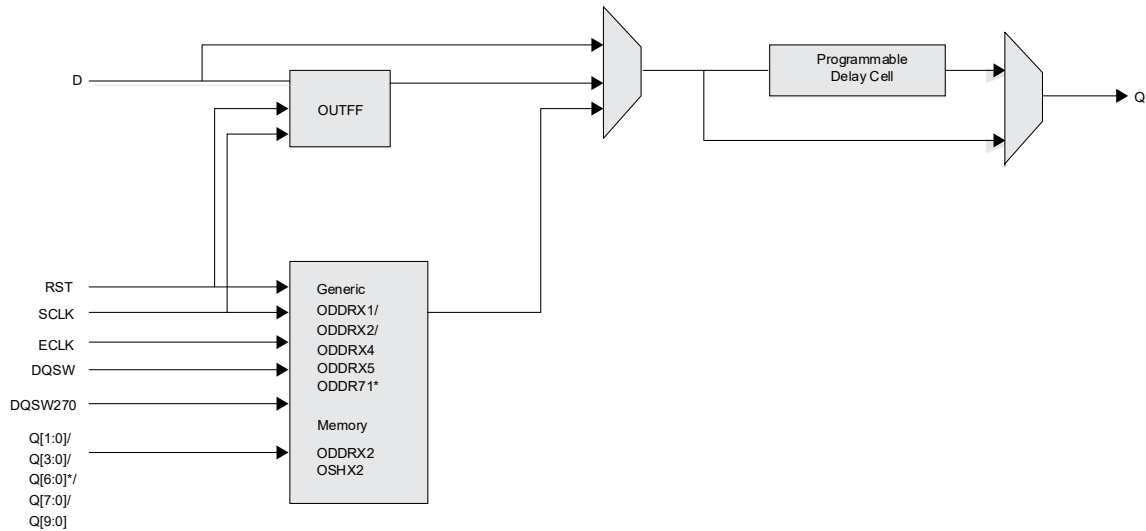 Programmable
Delay Cell
D
OUTFF
Q
RST
SCLK
ECLK
DQSW
DQSW270
Q[1:0]/
Q[3:0]/
Q[6:0]*/
Q[7:0]/
Q[9:0]
Generic
ODDRX1/
ODDRX2/
ODDRX4
ODDRX5
ODDR71*
Memory
ODDRX2
OSHX2